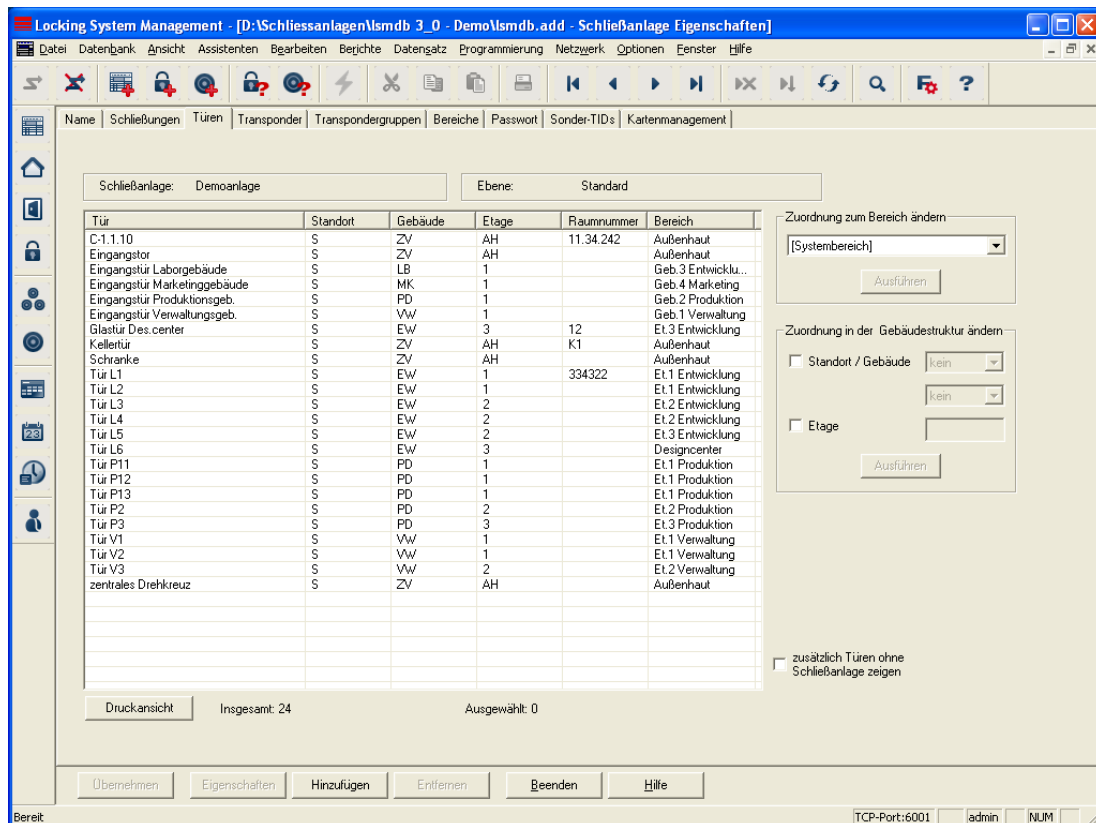 Locking System Management - [D:\Schliessanlagen\lsmdb 3_0 - Demo\lsmdb.add - Schließanlage Eigenschaften]
Datei Datenbank Ansicht Assistenten Bearbeiten Berichte Datensatz Programmierung Netzwerk Optionen Fenster Hilfe
Name Schließungen Türen Transponder Transpondergruppen Bereiche Passwort Sonder-TIDs Kartenmanagement
Schließanlage: Demoanlage Ebene: Standard
Tür Standort Gebäude Etage Raumnummer Bereich
C-1.1.10 S ZV AH 11.34.242 Außenhaut
Eingangstor S ZV AH Außenhaut
Eingangstür Laborgebäude S LB 1 Geb.3 Entwicklu...
Eingangstür Marketinggebäude S MK 1 Geb.4 Marketing
Eingangstür Produktionsgeb. S PD 1 Geb.2 Produktion
Eingangstür Verwaltungsgeb. S VW 1 Geb.1 Verwaltung
Glastür Des.center S EW 3 12 Et.3 Entwicklung
Kellertür S ZV AH K1 Außenhaut
Schranke S ZV AH Außenhaut
Tür L1 S EW 1 334322 Et.1 Entwicklung
Tür L2 S EW 1 Et.1 Entwicklung
Tür L3 S EW 2 Et.2 Entwicklung
Tür L4 S EW 2 Et.2 Entwicklung
Tür L5 S EW 2 Et.3 Entwicklung
Tür L6 S EW 3 Designcenter
Tür P11 S PD 1 Et.1 Produktion
Tür P12 S PD 1 Et.1 Produktion
Tür P13 S PD 1 Et.1 Produktion
Tür P2 S PD 2 Et.2 Produktion
Tür P3 S PD 3 Et.3 Produktion
Tür V1 S VW 1 Et.1 Verwaltung
Tür V2 S VW 1 Et.1 Verwaltung
Tür V3 S VW 2 Et.2 Verwaltung
zentrales Drehkreuz S ZV AH Außenhaut
Zuordnung zum Bereich ändern
[Systembereich]
Ausführen
Zuordnung in der Gebäudestruktur ändern
Standort / Gebäude kein
kein
Etage
Ausführen
zusätzlich Türen ohne
Schließanlage zeigen
Druckansicht Insgesamt: 24 Ausgewählt: 0
Übernehmen Eigenschaften Hinzufügen Entfernen Beenden Hilfe
Bereit TCP-Port:6001 admin NUM
23